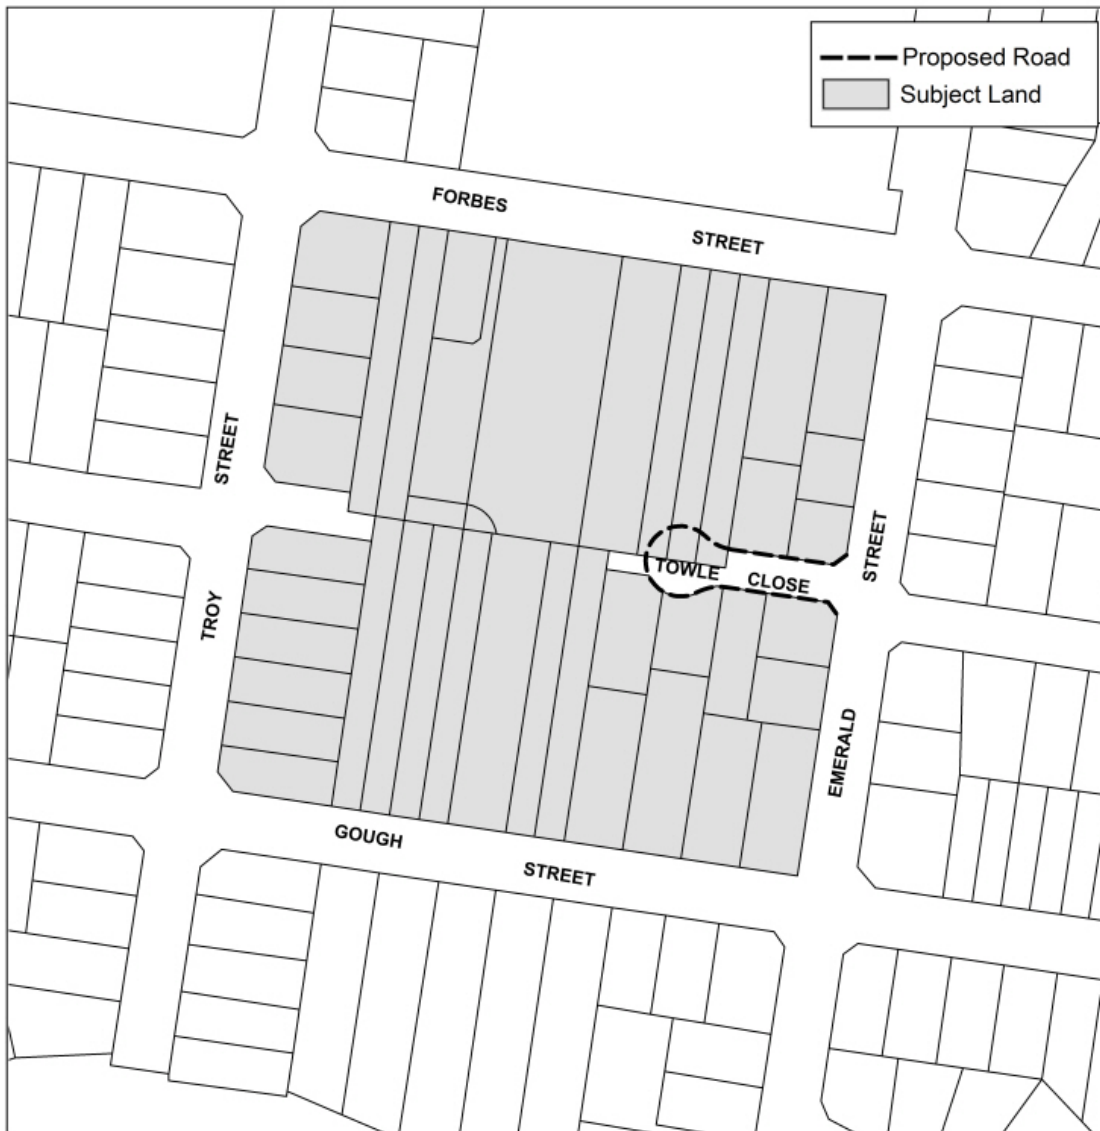 Proposed Road
Subject Land
FORBES
STREET
STREET
TROY
TOWLE
CLOSE
STREET
EMERALD
GOUGH
STREET